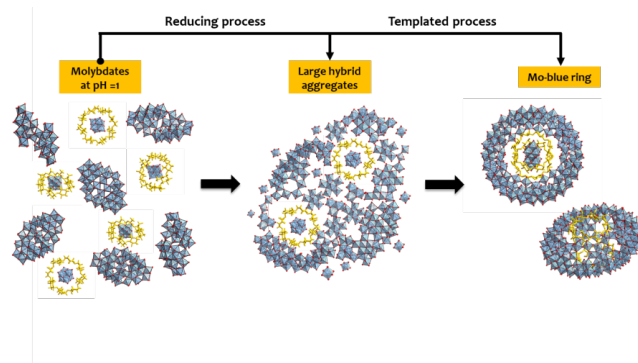 Reducing process
Templated process
Molybdates
at pH =1
Large hybrid
aggregates
Mo-blue ring